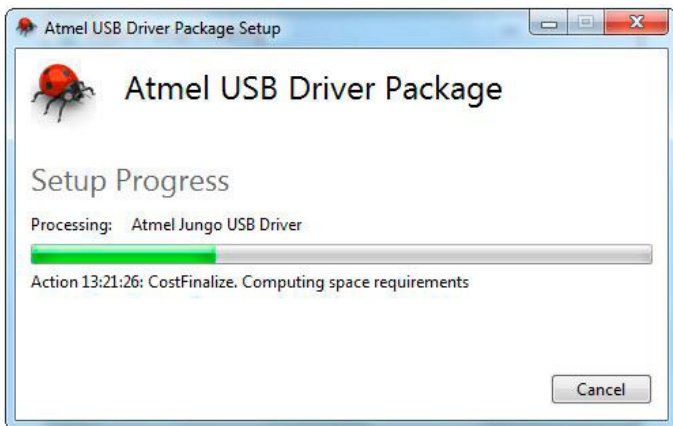 Atmel USB Driver Package Setup
Atmel USB Driver Package
Setup Progress
Processing: Atmel Jungo USB Driver
Action 13:21:26: CostFinalize. Computing space requirements
Cancel